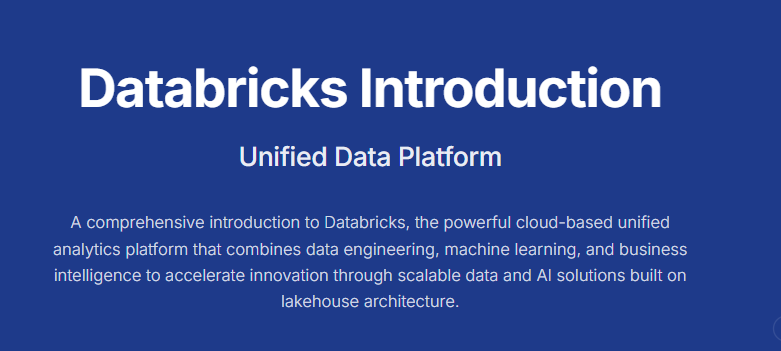 Databricks Introduction
Unified Data Platform
A comprehensive introduction to Databricks, the powerful cloud-based unified
analytics platform that combines data engineering, machine learning, and business
intelligence to accelerate innovation through scalable data and AI solutions built on
lakehouse architecture.